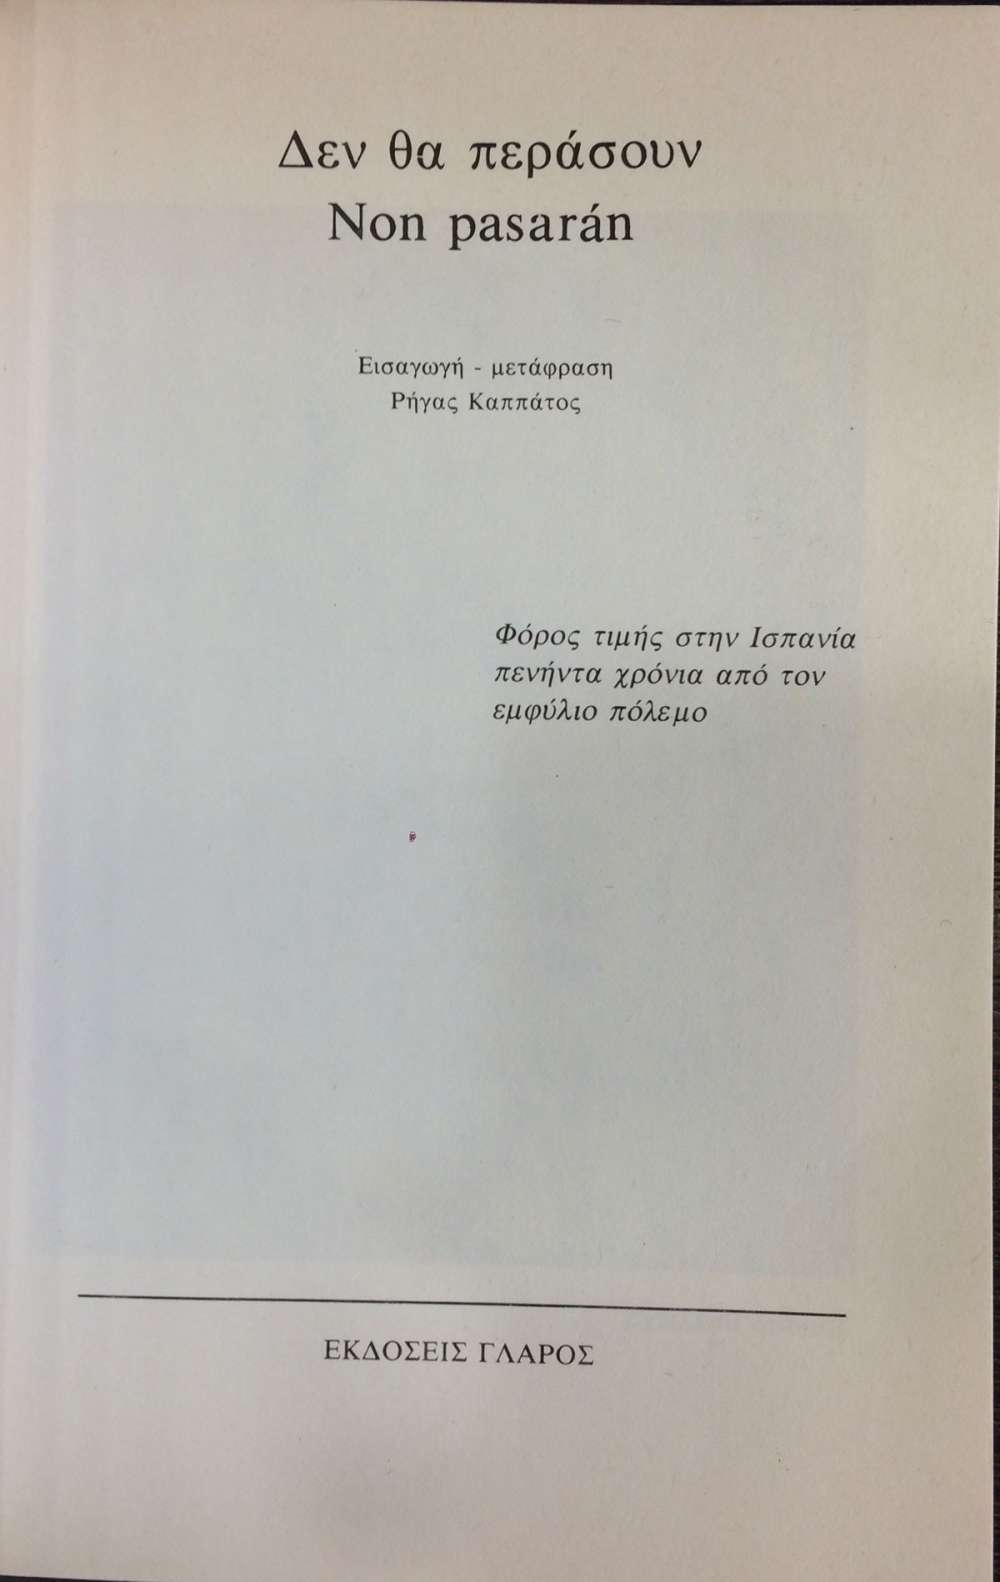 Δεν θα περάσουν
Non pasarán
Εισαγωγή - μετάφραση
Ρήγας Καππάτος
Φόρος τιμής στην Ισπανία
πενήντα χρόνια από τον
εμφύλιο πόλεμο
ΕΚΔΟΣΕΙΣ ΓΛΑΡΟΣ